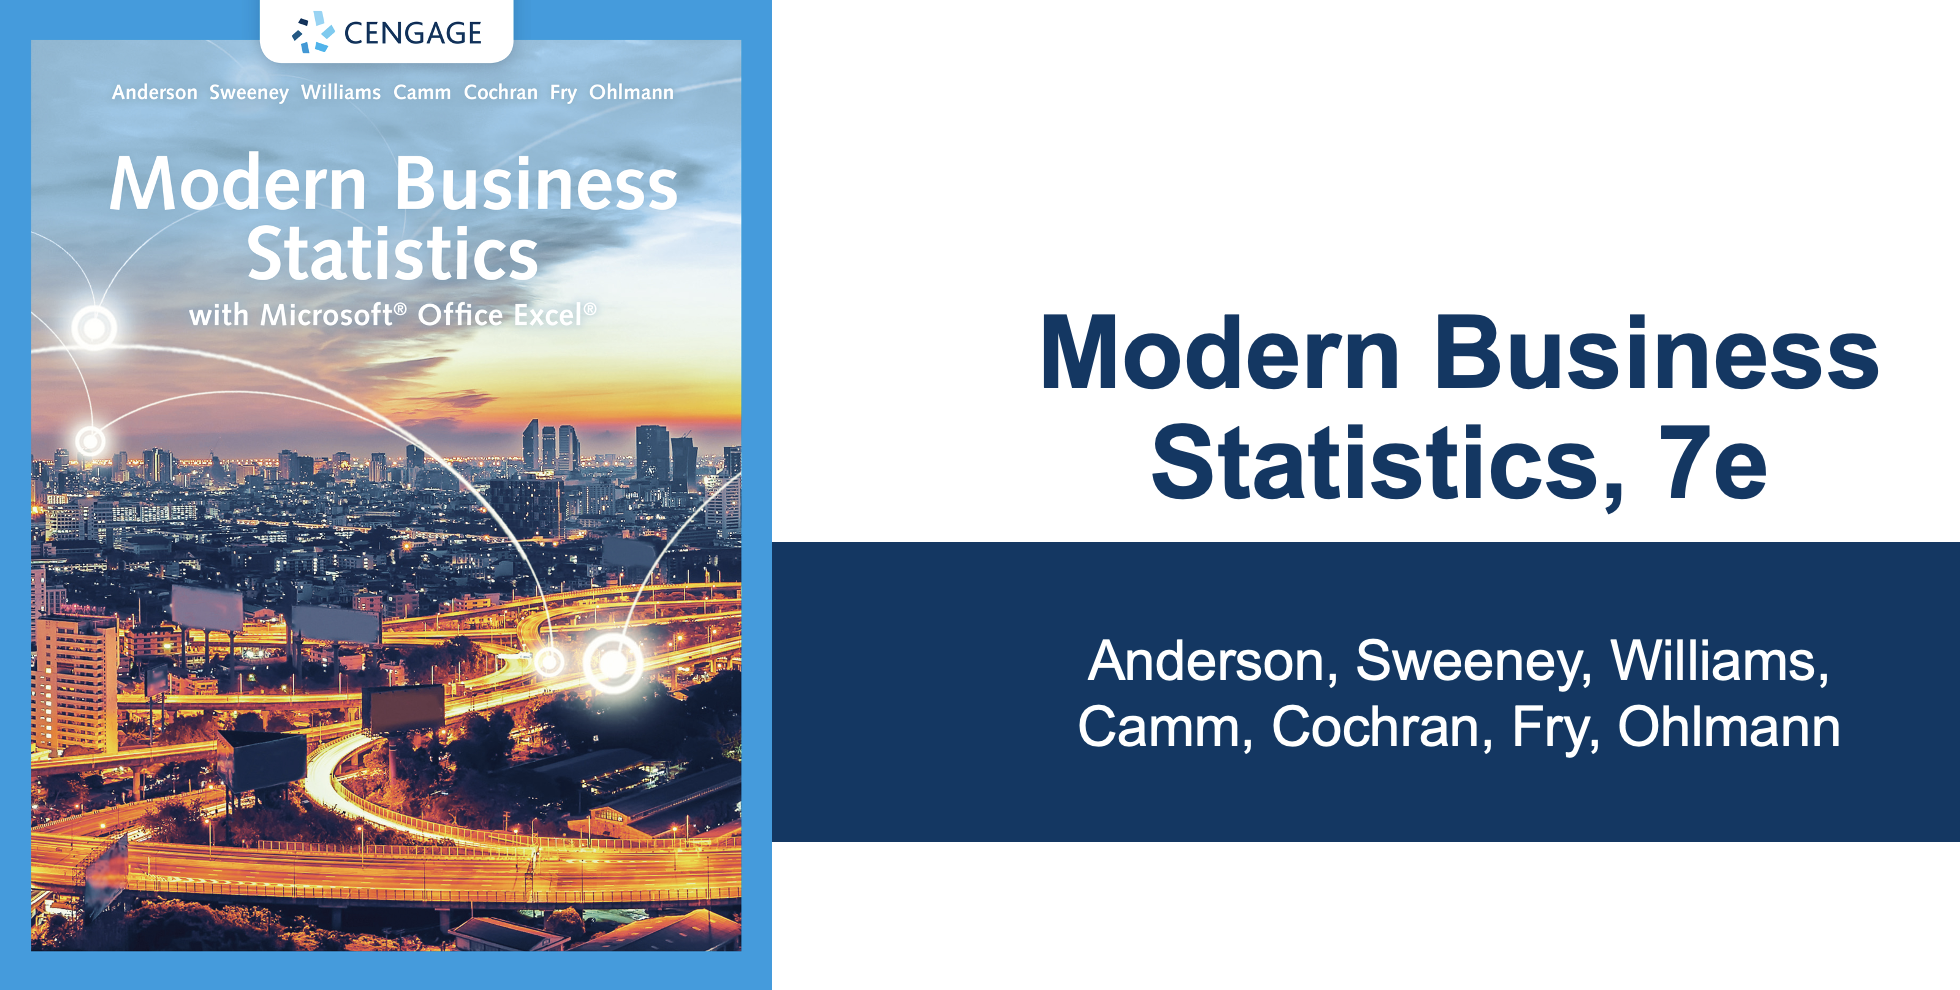 CENGAGE
Anderson Sweeney Williams Camm Cochran Fry Ohlmann
Modern Business
Statistics
with Microsoft® Office Excel®
Modern Business
Statistics, 7e
Anderson, Sweeney, Williams,
Camm, Cochran, Fry, Ohlmann